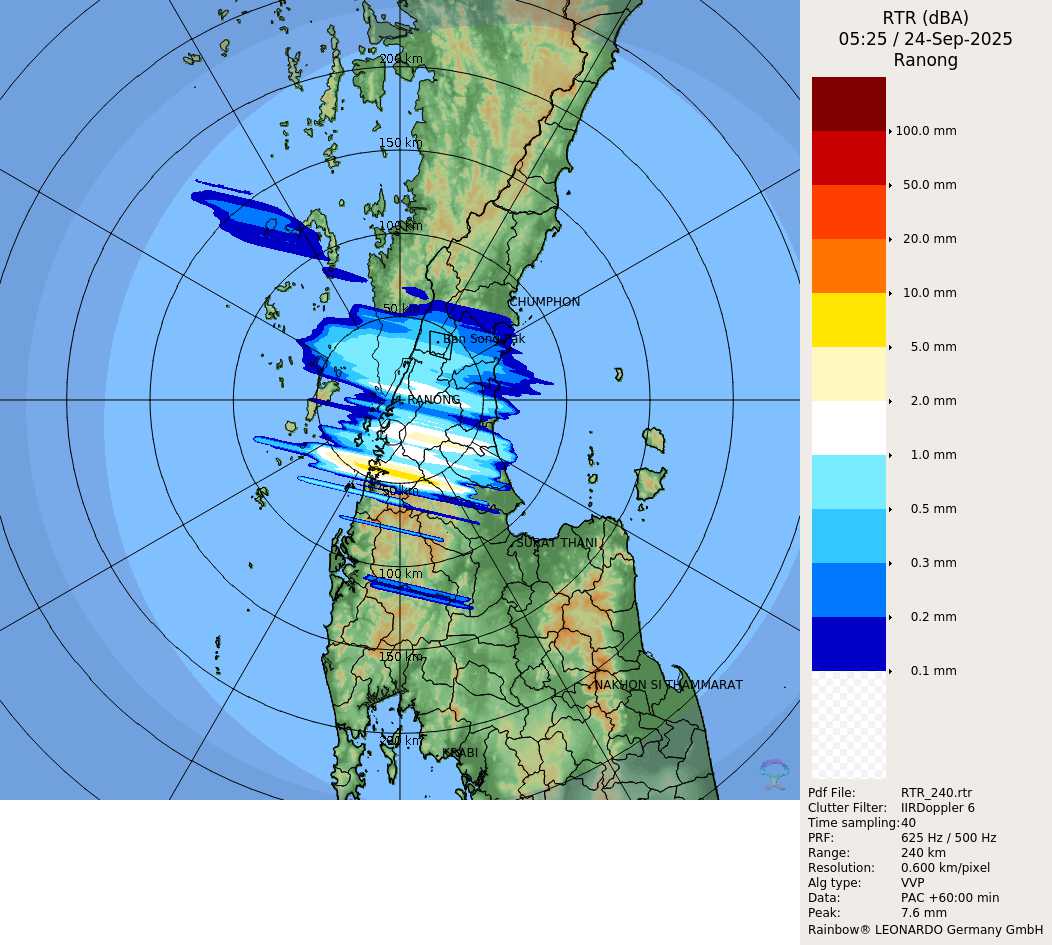 RTR (dBA)
05:25 / 24-Sep-2025
Ranong
200 km
150 km
100 km
50 km
CHUMPHON
Ban Song Pak
RANONG
50 km
SURAT THANI
100 km
150 km
NAKHON SI THAMMARAT
200 km
KRABI
100.0 mm
50.0 mm
20.0 mm
10.0 mm
5.0 mm
2.0 mm
1.0 mm
0.5 mm
0.3 mm
0.2 mm
0.1 mm
Pdf File: RTR_240.rtr
Clutter Filter: IIRDoppler 6
Time sampling:40
PRF: 625 Hz / 500 Hz
Range: 240 km
Resolution: 0.600 km/pixel
Alg type: VVP
Data: PAC +60:00 min
Peak: 7.6 mm
Rainbow® LEONARDO Germany GmbH